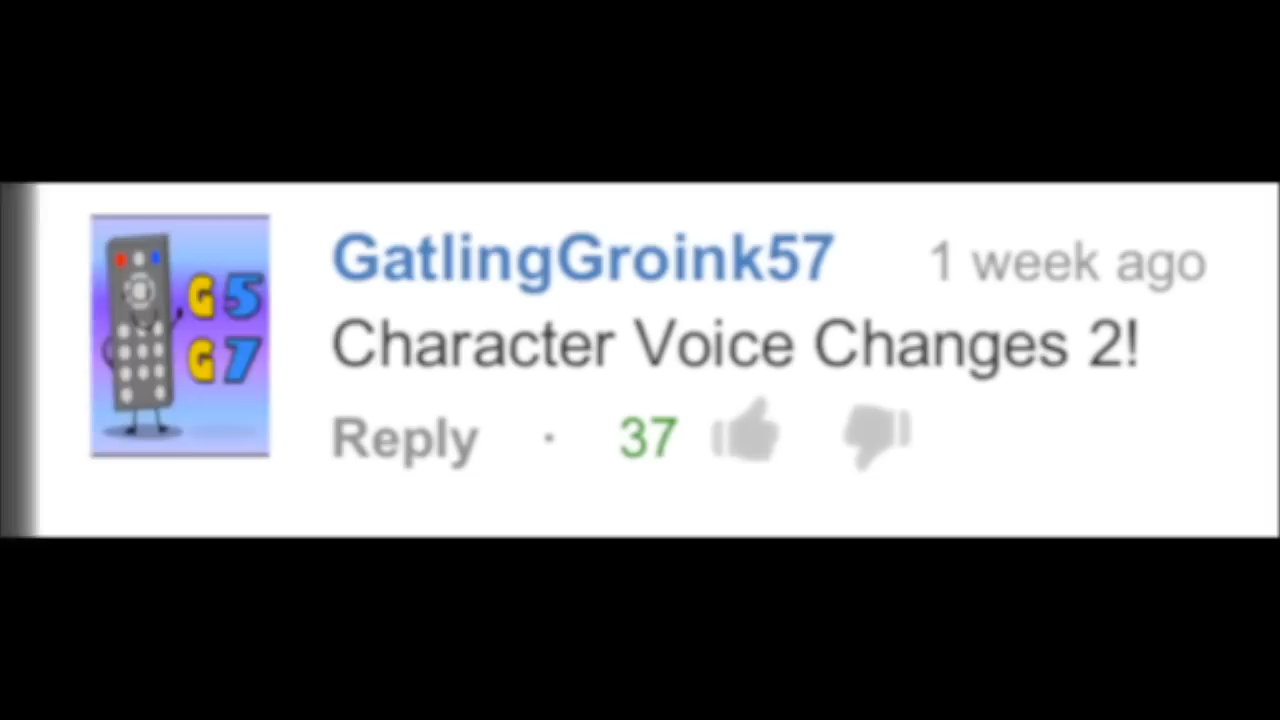 G5
G7
GatlingGroink57 1 week ago
Character Voice Changes 2!
Reply · 37